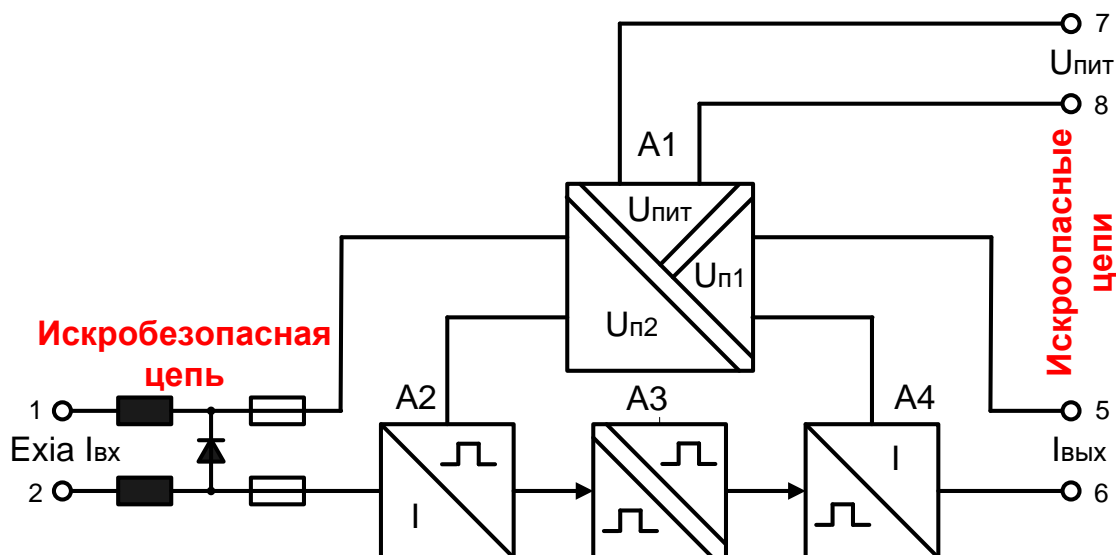 7
Uпит
8
A1
Uпит
Uп1
Uп2
Искроопасные
цепи
Искробезопасная
цепь
1
Exia Iвх
2
A2
A3
A4
I
I
5
Iвых
6